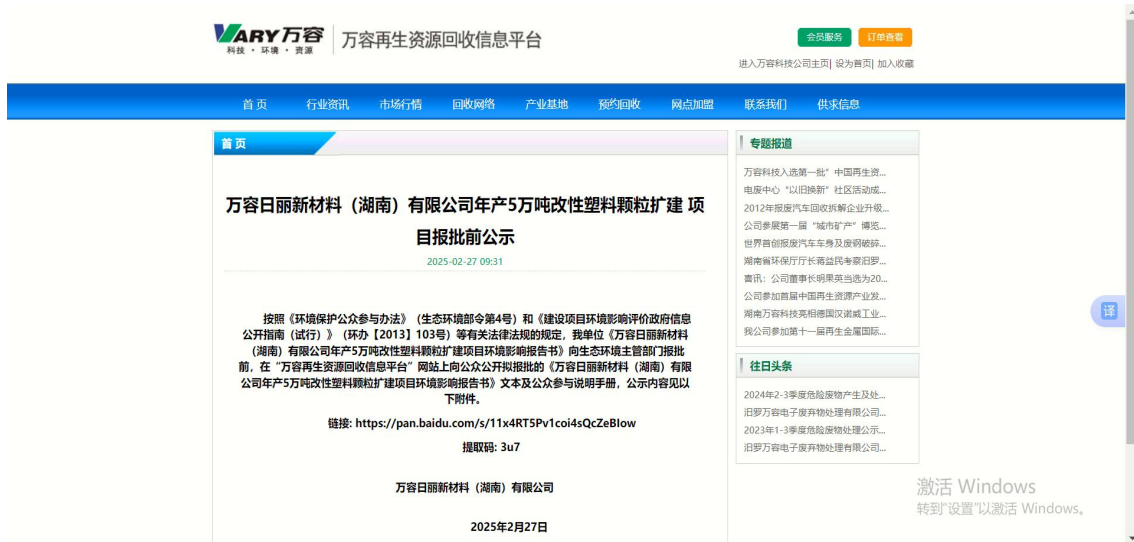 VARY万容
科技 · 环境 · 资源
万容再生资源回收信息平台
会员服务 订单查看
进入万容科技公司主页| 设为首页| 加入收藏
首 页 行业资讯 市场行情 回收网络 产业基地 预约回收 网点加盟 联系我们 供求信息
首 页
万容日丽新材料（湖南）有限公司年产5万吨改性塑料颗粒扩建 项
目报批前公示
2025-02-27 09:31
按照《环境保护公众参与办法》（生态环境部令第4号）和《建设项目环境影响评价政府信息
公开指南（试行）》（环办【2013】103号）等有关法律法规的规定，我单位《万容日丽新材料
（湖南）有限公司年产5万吨改性塑料颗粒扩建项目环境影响报告书》向生态环境主管部门报批
前，在“万容再生资源回收信息平台”网站上向公众公开拟报批的《万容日丽新材料（湖南）有限
公司年产5万吨改性塑料颗粒扩建项目环境影响报告书》文本及公众参与说明手册，公示内容见以
下附件。
链接: https://pan.baidu.com/s/11x4RT5Pv1coi4sQcZeBIow
提取码: 3u7
万容日丽新材料（湖南）有限公司
2025年2月27日
专题报道
万容科技入选第一批”中国再生资...
电废中心“以旧换新”社区活动成...
2012年报废汽车回收拆解企业升级...
公司参展第一届“城市矿产”博览...
世界首创报废汽车车身及废钢破碎...
湖南省环保厅厅长蒋益民考察汨罗...
喜讯：公司董事长明果英当选为20...
公司参加首届中国再生资源产业发...
湖南万容科技亮相德国汉诺威工业...
我公司参加第十一届再生金属国际...
往日头条
2024年2-3季度危险废物产生及处...
汨罗万容电子废弃物处理有限公司...
2023年1-3季度危险废物处理公示...
汨罗万容电子废弃物处理有限公司...
译
激活 Windows
转到“设置”以激活 Windows。